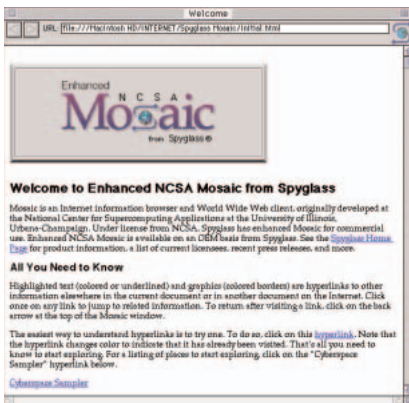 Welcome
URL: file:///Macintosh HD/INTERNET/Spyglass Mosaic/initial.html
Enhanced
N C S A
Mosaic
from Spyglass®
Welcome to Enhanced NCSA Mosaic from Spyglass
Mosaic is an Internet information browser and World Wide Web client, originally developed at
the National Center for Supercomputing Applications at the University of Illinois,
Urbana-Champaign. Under license from NCSA, Spyglass has enhanced Mosaic for commercial
use. Enhanced NCSA Mosaic is available on an OEM basis from Spyglass. See the Spyglass Home
Page for product information, a list of current licensees, recent press releases, and more.
All You Need to Know
Highlighted text (colored or underlined) and graphics (colored borders) are hyperlinks to other
information elsewhere in the current document or in another document on the Internet. Click
once on any link to jump to related information. To return after visiting a link, click on the back
arrow at the top of the Mosaic window.
The easiest way to understand hyperlinks is to try one. To do so, click on this hyperlink. Note that
the hyperlink changes color to indicate that it has already been visited. That's all you need to
know to start exploring. For a listing of places to start exploring, click on the "Cyberspace
Sampler" hyperlink below.
Cyberspace Sampler